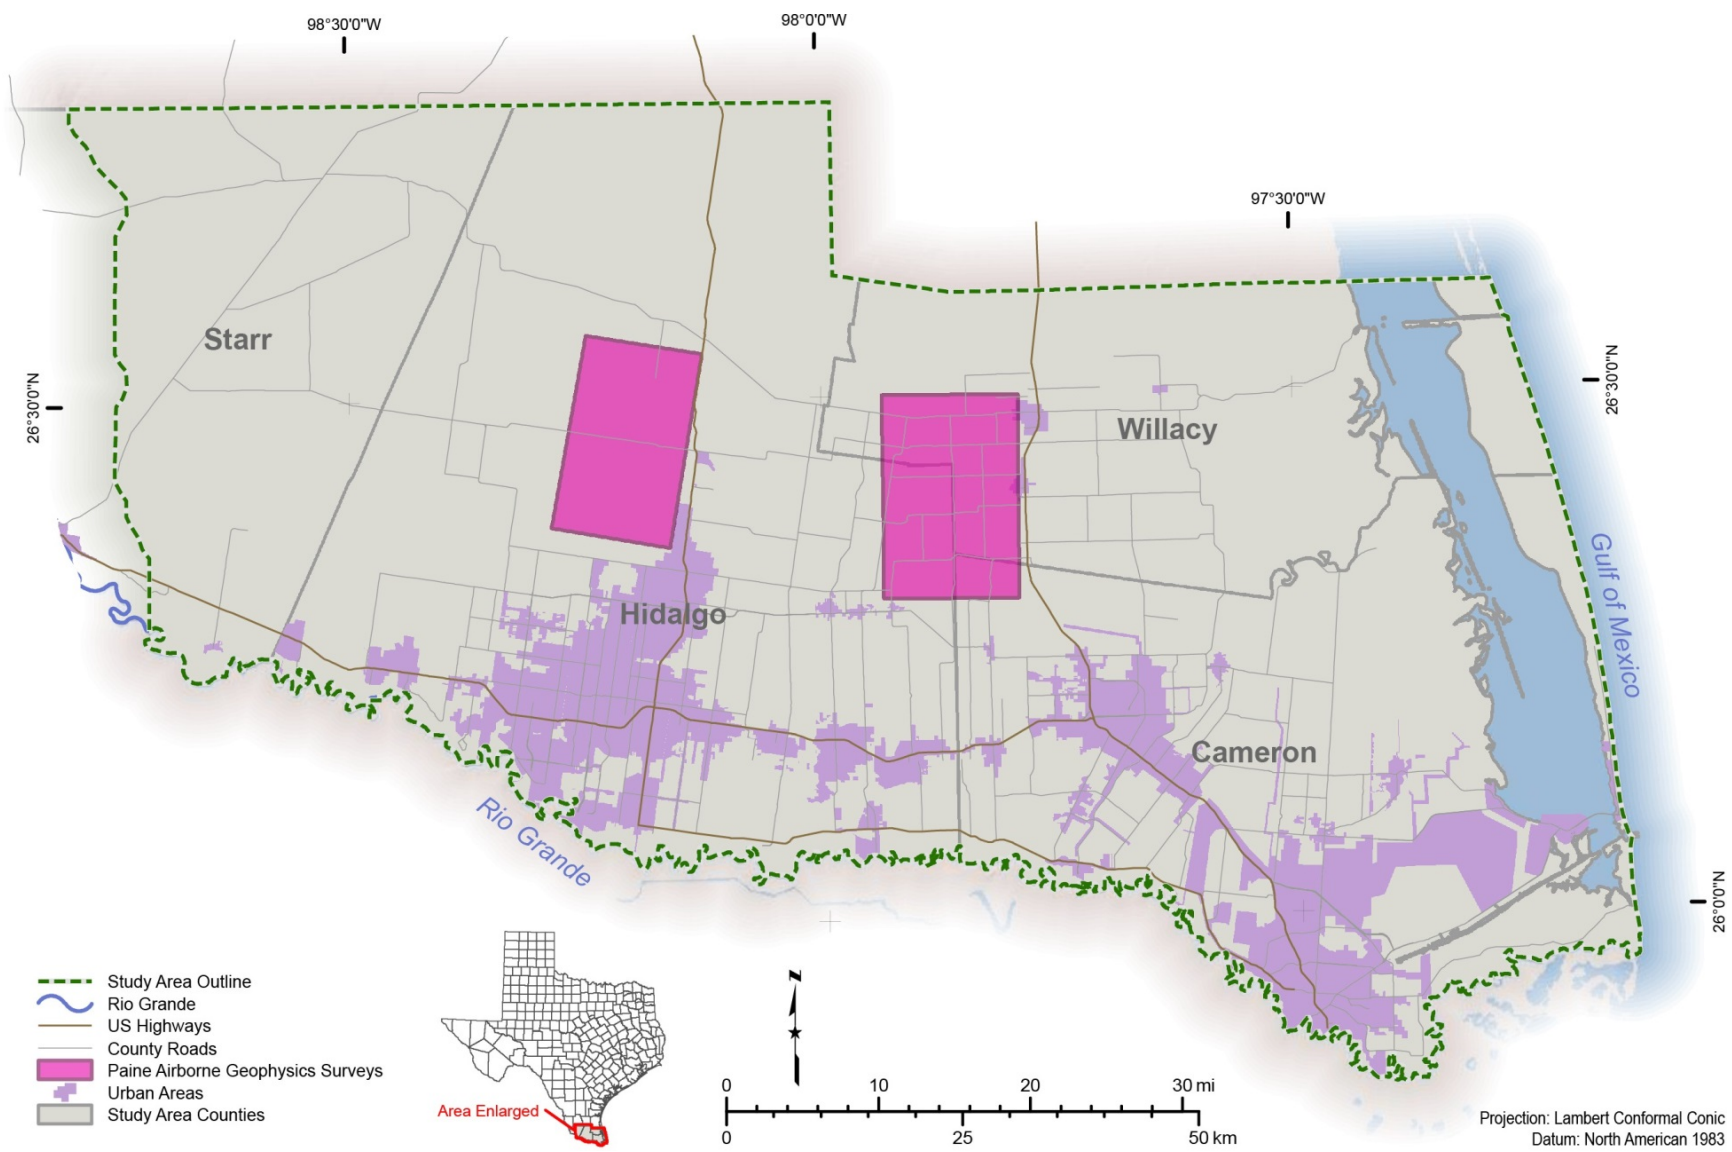 98°30'0"W
98°0'0"W
97°30'0"W
26°30'0"N
26°30'0"N
Starr
Willacy
Hidalgo
Cameron
Gulf of Mexico
Rio Grande
26°0'0"N
Study Area Outline
Rio Grande
US Highways
County Roads
Paine Airborne Geophysics Surveys
Urban Areas
Study Area Counties
Area Enlarged
N
0 10 20 30 mi
0 25 50 km
Projection: Lambert Conformal Conic
Datum: North American 1983